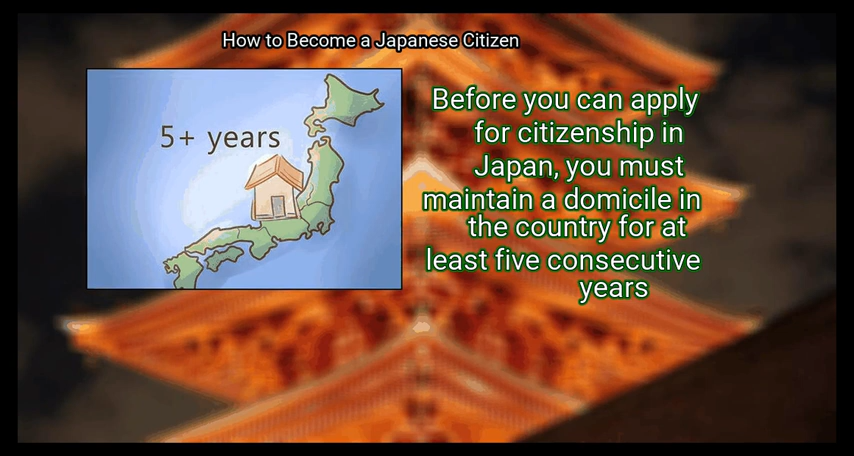 How to Become a Japanese Citizen
5+ years
Before you can apply
for citizenship in
Japan, you must
maintain a domicile in
the country for at
least five consecutive
years